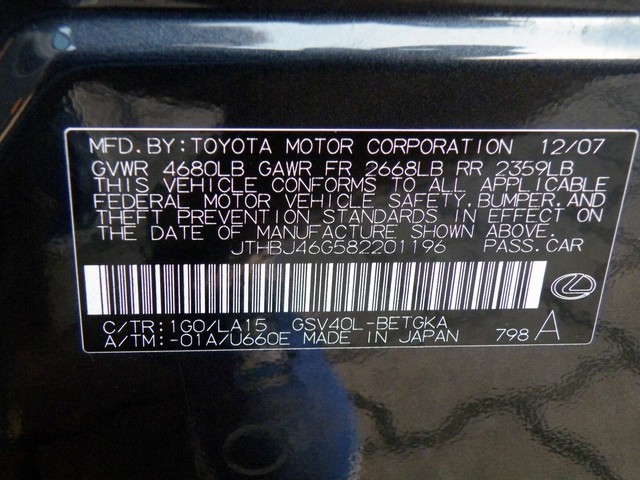 MFD.BY:TOYOTA MOTOR CORPORATION 12/07
GVWR 4680LB GAWR FR 2668LB RR 2359LB
THIS VEHICLE CONFORMS TO ALL APPLICABLE
FEDERAL MOTOR VEHICLE SAFETY,BUMPER,AND
THEFT PREVENTION STANDARDS IN EFFECT ON
THE DATE OF MANUFACTURE SHOWN ABOVE.
JTHBJ46G582201196 PASS.CAR
C/TR:1G0/LA15 GSV40L-BETGKA
A/TM:-01A/U660E MADE IN JAPAN 798 A